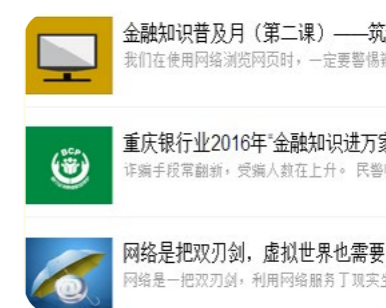 金融知识普及月（第二课）——筑
我们在使用网络浏览网页时，一定要警惕
BCP
重庆银行业2016年“金融知识进万家
诈骗手段常翻新，受骗人数在上升。 民警
网络是把双刃剑，虚拟世界也需要
网络是一把双刃剑，利用网络服务于现实生